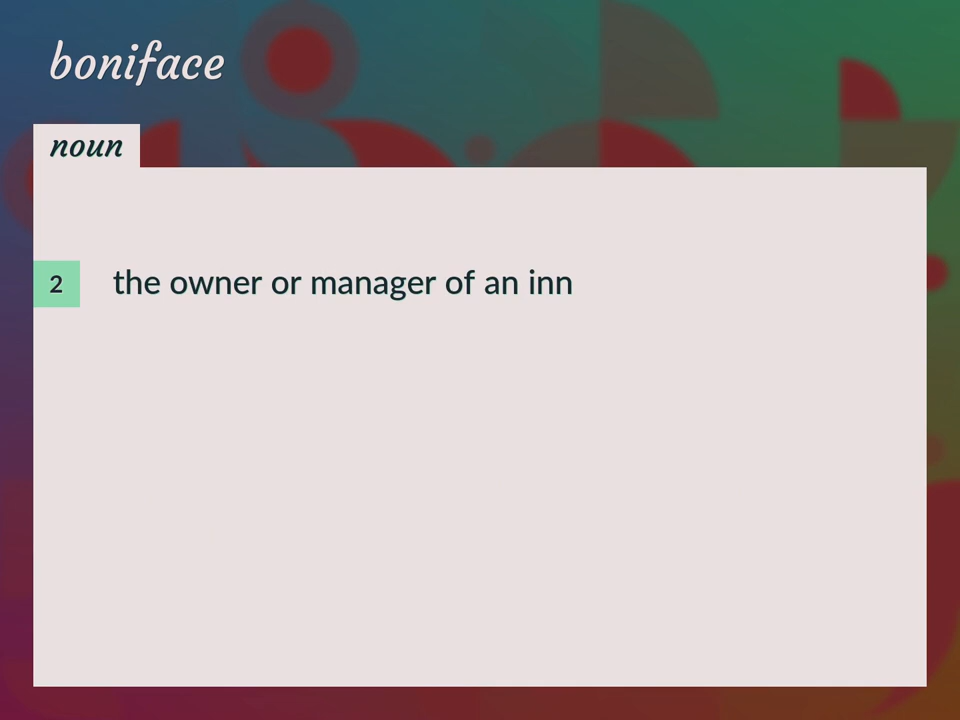 boniface
noun
2 the owner or manager of an inn